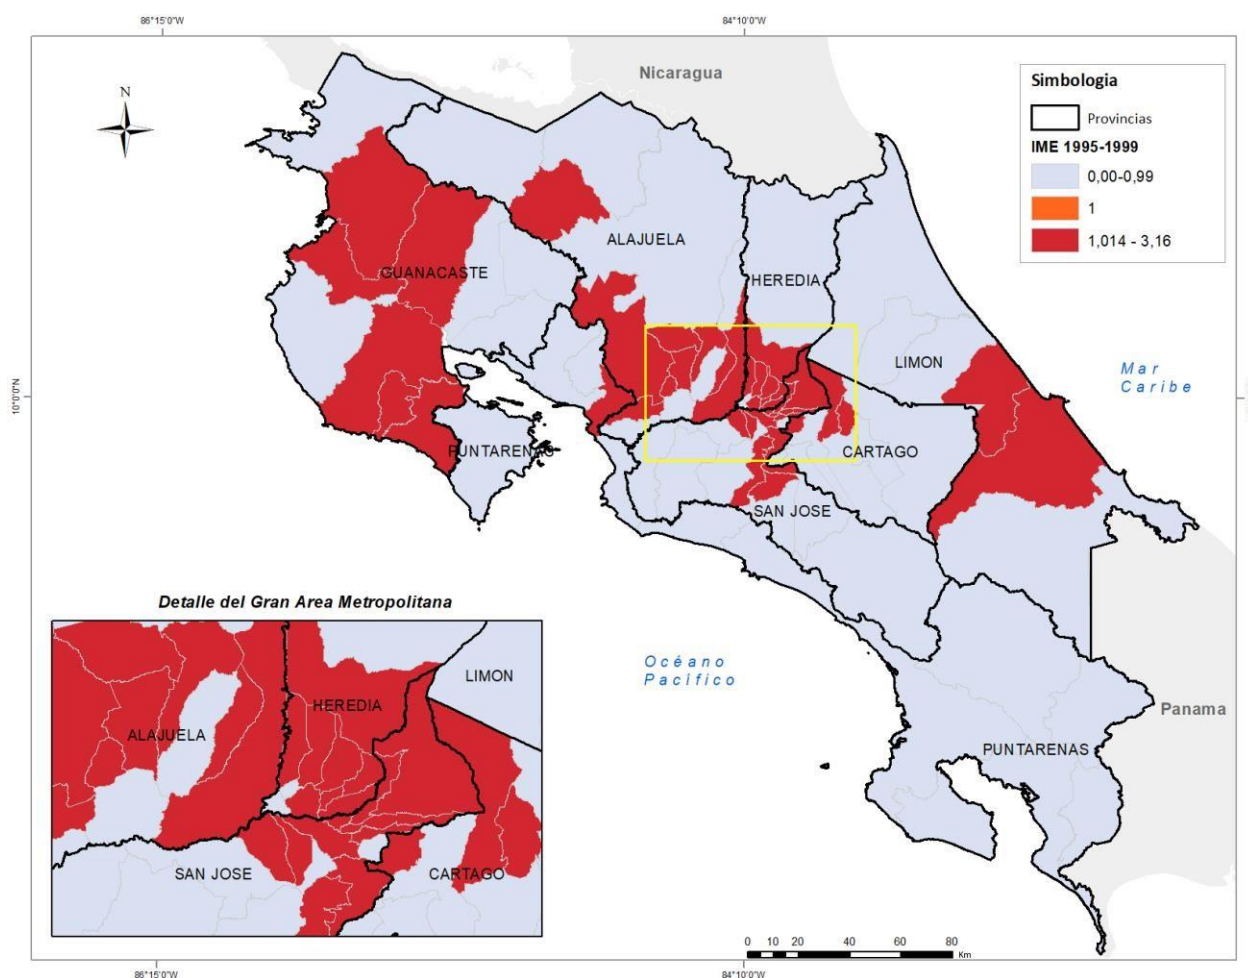 86°15'0"W
84°10'0"W
Nicaragua
Simbologia
Provincias
IME 1995-1999
0,00-0,99
1
1,014 - 3,16
N
ALAJUELA
GUANACASTE
HEREDIA
LIMON
Mar
Caribe
10°0'0"N
PUNTARENAS
CARTAGO
SAN JOSE
Detalle del Gran Area Metropolitana
LIMON
HEREDIA
ALAJUELA
SAN JOSE
CARTAGO
Océano
Pacífico
Panama
PUNTARENAS
0 10 20 40 60 80
Km
86°15'0"W
84°10'0"W